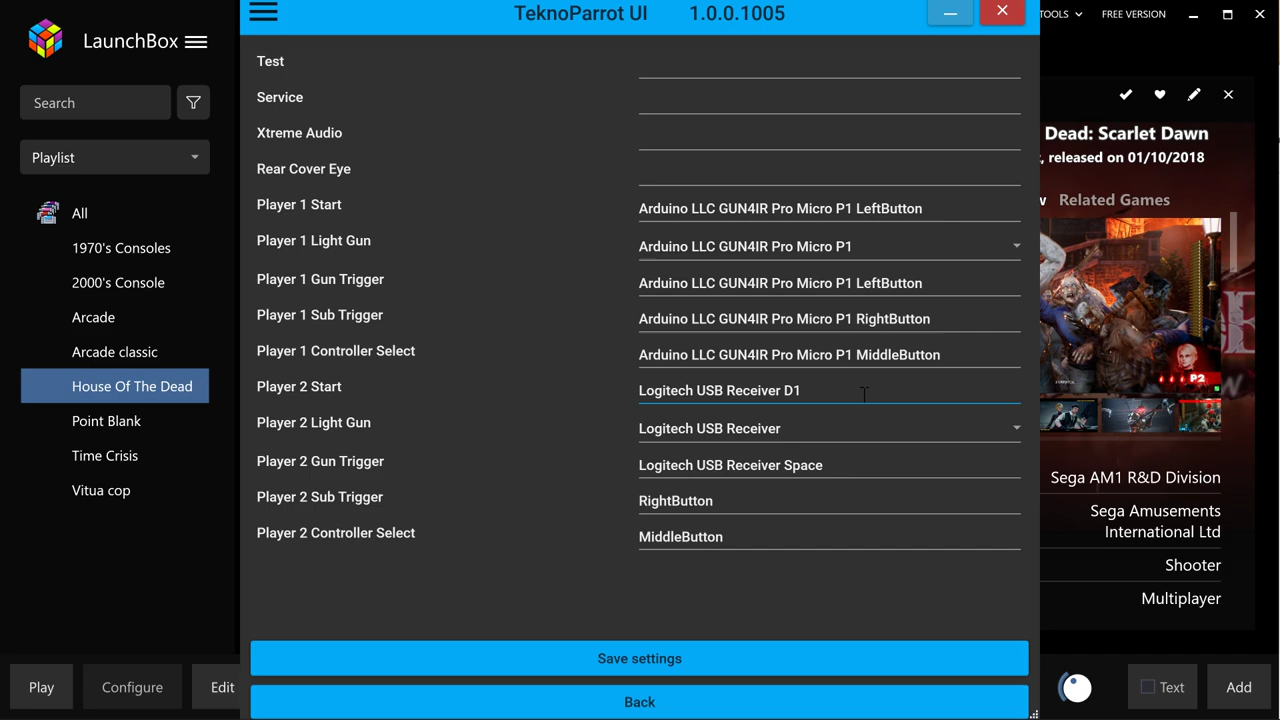 LaunchBox
Search
Playlist
All
1970's Consoles
2000's Console
Arcade
Arcade classic
House Of The Dead
Point Blank
Time Crisis
Vitua cop
Play
Configure
Edit
TeknoParrot UI 1.0.0.1005
Test
Service
Xtreme Audio
Rear Cover Eye
Player 1 Start Arduino LLC GUN4IR Pro Micro P1 LeftButton
Player 1 Light Gun Arduino LLC GUN4IR Pro Micro P1
Player 1 Gun Trigger Arduino LLC GUN4IR Pro Micro P1 LeftButton
Player 1 Sub Trigger Arduino LLC GUN4IR Pro Micro P1 RightButton
Player 1 Controller Select Arduino LLC GUN4IR Pro Micro P1 MiddleButton
Player 2 Start Logitech USB Receiver D1
Player 2 Light Gun Logitech USB Receiver
Player 2 Gun Trigger Logitech USB Receiver Space
Player 2 Sub Trigger RightButton
Player 2 Controller Select MiddleButton
Save settings
Back
TOOLS FREE VERSION
Dead: Scarlet Dawn
, released on 01/10/2018
w Related Games
P2
Sega AM1 R&D Division
Sega Amusements
International Ltd
Shooter
Multiplayer
Text
Add